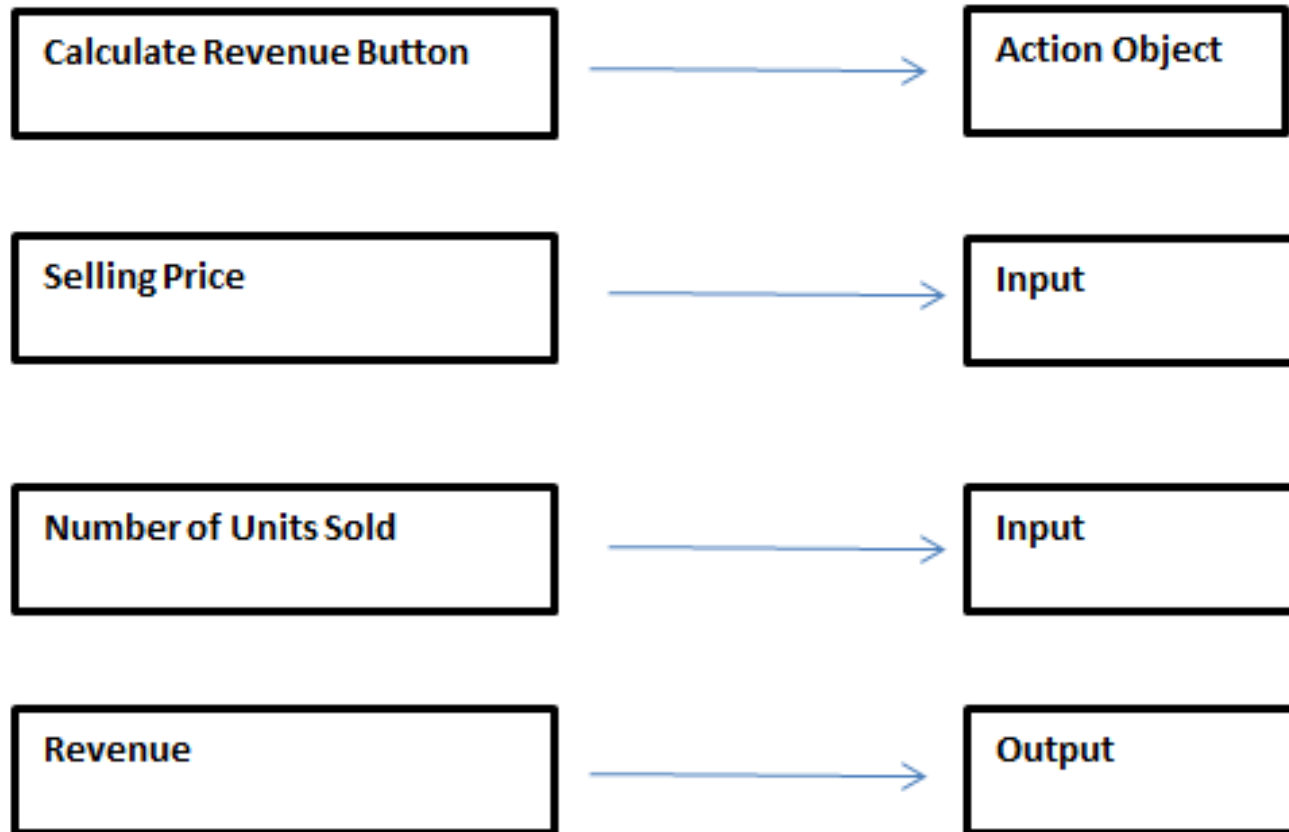 Calculate Revenue Button
Action Object
Selling Price
Input
Number of Units Sold
Input
Revenue
Output